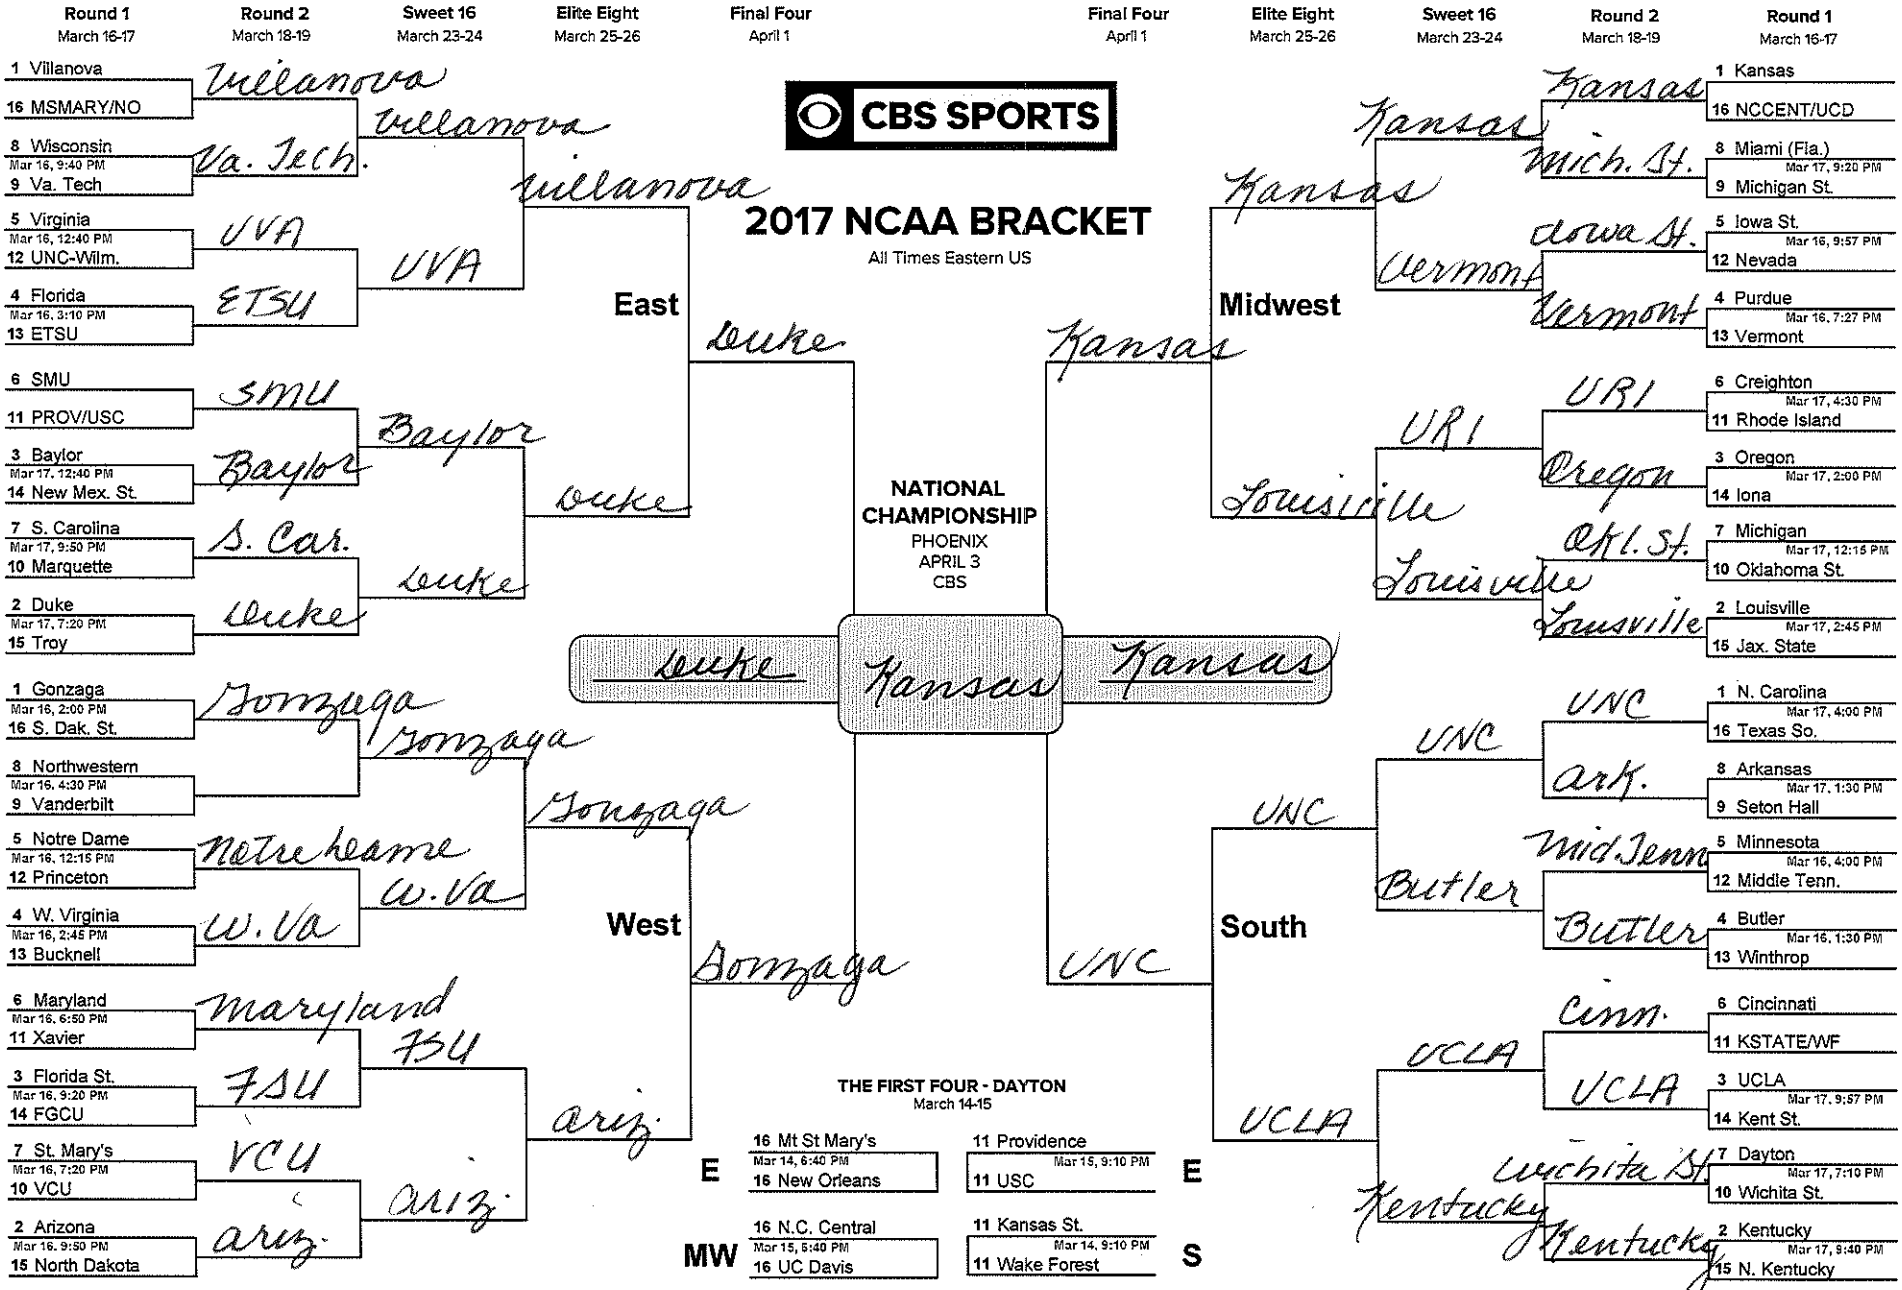 Round 1
March 16-17
Round 2
March 18-19
Sweet 16
March 23-24
Elite Eight
March 25-26
Final Four
April 1
Final Four
April 1
Elite Eight
March 25-26
Sweet 16
March 23-24
Round 2
March 18-19
Round 1
March 16-17
CBS SPORTS
2017 NCAA BRACKET
All Times Eastern US
1 Villanova
16 MSMARY/NO
8 Wisconsin
Mar 16, 9:40 PM
9 Va. Tech
5 Virginia
Mar 16, 12:40 PM
12 UNC-Wilm.
4 Florida
Mar 16, 3:10 PM
13 ETSU
6 SMU
11 PROV/USC
3 Baylor
Mar 17, 12:40 PM
14 New Mex. St.
7 S. Carolina
Mar 17, 9:50 PM
10 Marquette
2 Duke
Mar 17, 7:20 PM
15 Troy
Villanova
Va. Tech.
UVA
ETSU
SMU
Baylor
S. Car.
Duke
Villanova
UVA
Baylor
Duke
Villanova
Duke
East
Duke
1 Gonzaga
Mar 16, 2:00 PM
16 S. Dak. St.
8 Northwestern
Mar 16, 4:30 PM
9 Vanderbilt
5 Notre Dame
Mar 16, 12:15 PM
12 Princeton
4 W. Virginia
Mar 16, 2:45 PM
13 Bucknell
6 Maryland
Mar 16, 6:50 PM
11 Xavier
3 Florida St.
Mar 16, 9:20 PM
14 FGCU
7 St. Mary's
Mar 16, 7:20 PM
10 VCU
2 Arizona
Mar 16, 9:50 PM
15 North Dakota
Gonzaga
Notre Dame
W. Va
Maryland
FSU
VCU
Ariz.
Gonzaga
W. Va
FSU
Ariz.
Gonzaga
Ariz.
West
Gonzaga
NATIONAL
CHAMPIONSHIP
PHOENIX
APRIL 3
CBS
Duke
Kansas
Kansas
Kansas
Midwest
Kansas
Louisiville
Kansas
Vermont
URI
Louisville
Kansas
Mich. St.
Iowa St.
Vermont
URI
Oregon
Okl. St.
Lousville
1 Kansas
16 NCCENT/UCD
8 Miami (Fla.)
Mar 17, 9:20 PM
9 Michigan St.
5 Iowa St.
Mar 16, 9:57 PM
12 Nevada
4 Purdue
Mar 16, 7:27 PM
13 Vermont
6 Creighton
Mar 17, 4:30 PM
11 Rhode Island
3 Oregon
Mar 17, 2:00 PM
14 Iona
7 Michigan
Mar 17, 12:15 PM
10 Oklahoma St.
2 Louisville
Mar 17, 2:45 PM
15 Jax. State
UNC
South
UNC
UCLA
UNC
Butler
UCLA
Kentucky
UNC
Ark.
Mid. Tenn
Butler
Cinn.
UCLA
Wichita St.
Kentucky
1 N. Carolina
Mar 17, 4:00 PM
16 Texas So.
8 Arkansas
Mar 17, 1:30 PM
9 Seton Hall
5 Minnesota
Mar 16, 4:00 PM
12 Middle Tenn.
4 Butler
Mar 16, 1:30 PM
13 Winthrop
6 Cincinnati
11 KSTATE/WF
3 UCLA
Mar 17, 9:57 PM
14 Kent St.
7 Dayton
Mar 17, 7:10 PM
10 Wichita St.
2 Kentucky
Mar 17, 9:40 PM
15 N. Kentucky
THE FIRST FOUR - DAYTON
March 14-15
E
16 Mt St Mary's
Mar 14, 6:40 PM
16 New Orleans
11 Providence
Mar 15, 9:10 PM
11 USC
E
MW
16 N.C. Central
Mar 15, 6:40 PM
16 UC Davis
11 Kansas St.
Mar 14, 9:10 PM
11 Wake Forest
S